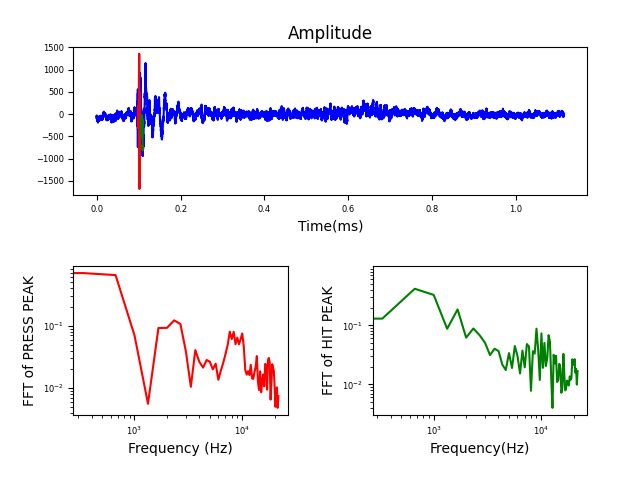 Amplitude
1500
1000
500
0
−500
−1000
−1500
0.0 0.2 0.4 0.6 0.8 1.0
Time(ms)
FFT of PRESS PEAK
10⁻¹
10⁻²
10³ 10⁴
Frequency (Hz)
FFT of HIT PEAK
10⁻¹
10⁻²
10³ 10⁴
Frequency(Hz)